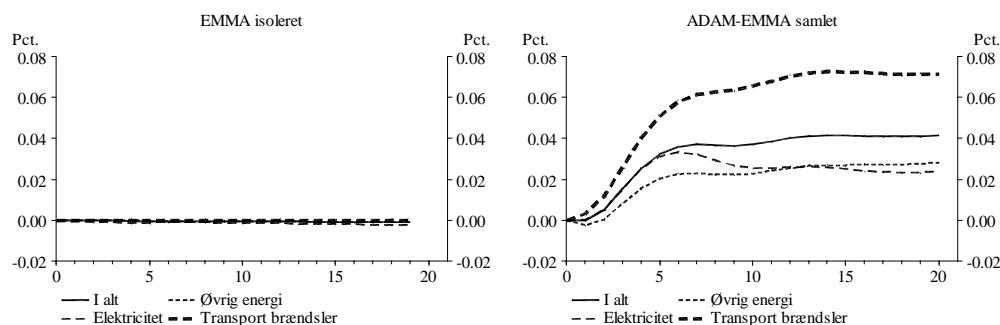 EMMA isoleret
Pct. Pct.
0.08 0.08
0.06 0.06
0.04 0.04
0.02 0.02
0.00 0.00
-0.02 -0.02
0 5 10 15 20
I alt Øvrig energi
Elektricitet Transport brændsler
ADAM-EMMA samlet
Pct. Pct.
0.08 0.08
0.06 0.06
0.04 0.04
0.02 0.02
0.00 0.00
-0.02 -0.02
0 5 10 15 20
I alt Øvrig energi
Elektricitet Transport brændsler